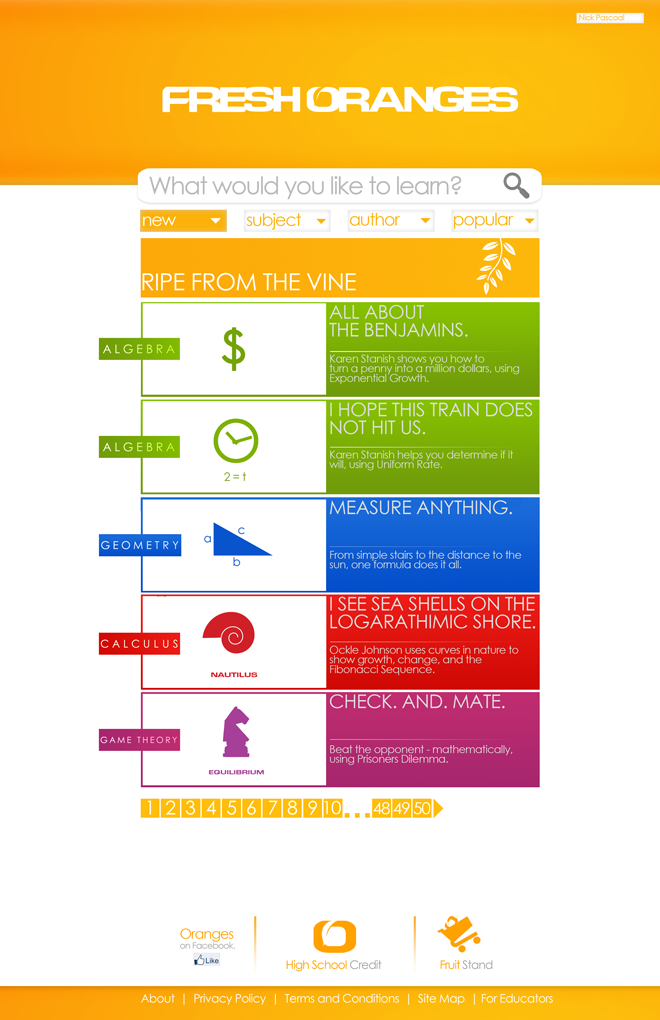 Nick Pascoal
FRESH ORANGES
What would you like to learn?
new subject author popular
RIPE FROM THE VINE
ALGEBRA
$
ALL ABOUT
THE BENJAMINS.
Karen Stanish shows you how to
turn a penny into a million dollars, using
Exponential Growth.
ALGEBRA
2 = t
I HOPE THIS TRAIN DOES
NOT HIT US.
Karen Stanish helps you determine if it
will, using Uniform Rate.
GEOMETRY
a
c
b
MEASURE ANYTHING.
From simple stairs to the distance to the
sun, one formula does it all.
CALCULUS
NAUTILUS
I SEE SEA SHELLS ON THE
LOGARATHIMIC SHORE.
Ockle Johnson uses curves in nature to
show growth, change, and the
Fibonacci Sequence.
GAME THEORY
EQUILIBRIUM
CHECK. AND. MATE.
Beat the opponent - mathematically,
using Prisoners Dilemma.
1 2 3 4 5 6 7 8 9 10 ... 48 49 50
Oranges
on Facebook.
Like
High School Credit
Fruit Stand
About | Privacy Policy | Terms and Conditions | Site Map | For Educators